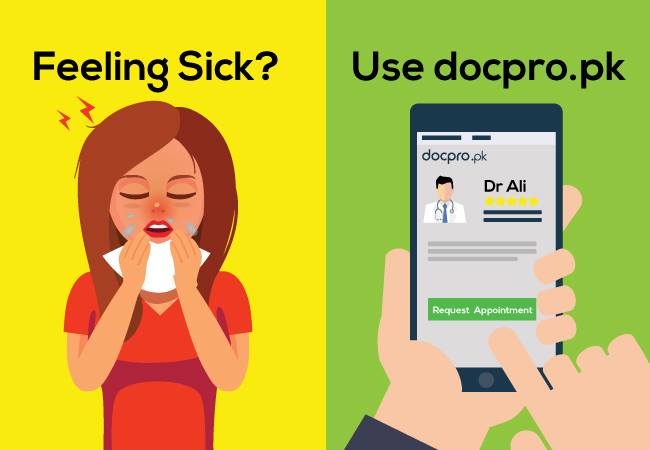 Feeling Sick?
Use docpro.pk
docpro.pk
Dr Ali
Request Appointment